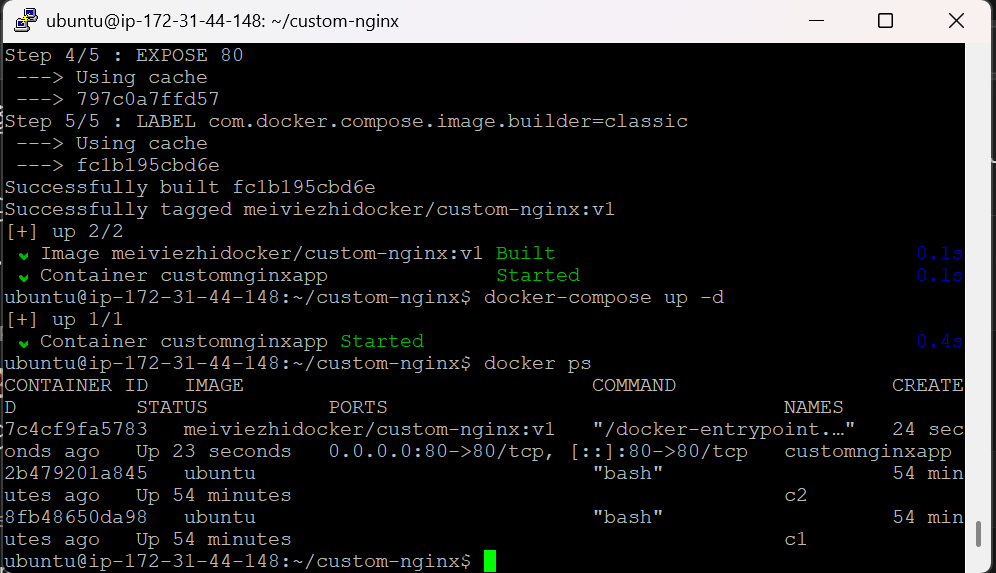 ubuntu@ip-172-31-44-148: ~/custom-nginx
Step 4/5 : EXPOSE 80
---> Using cache
---> 797c0a7ffd57
Step 5/5 : LABEL com.docker.compose.image.builder=classic
---> Using cache
---> fc1b195cbd6e
Successfully built fc1b195cbd6e
Successfully tagged meiviezhidocker/custom-nginx:v1
[+] up 2/2
✔ Image meiviezhidocker/custom-nginx:v1 Built 0.1s
✔ Container customnginxapp Started 0.1s
ubuntu@ip-172-31-44-148:~/custom-nginx$ docker-compose up -d
[+] up 1/1
✔ Container customnginxapp Started 0.4s
ubuntu@ip-172-31-44-148:~/custom-nginx$ docker ps
CONTAINER ID IMAGE COMMAND CREATE
D STATUS PORTS NAMES
7c4cf9fa5783 meiviezhidocker/custom-nginx:v1 "/docker-entrypoint.…" 24 sec
onds ago Up 23 seconds 0.0.0.0:80->80/tcp, [::]:80->80/tcp customnginxapp
2b479201a845 ubuntu "bash" 54 min
utes ago Up 54 minutes c2
8fb48650da98 ubuntu "bash" 54 min
utes ago Up 54 minutes c1
ubuntu@ip-172-31-44-148:~/custom-nginx$